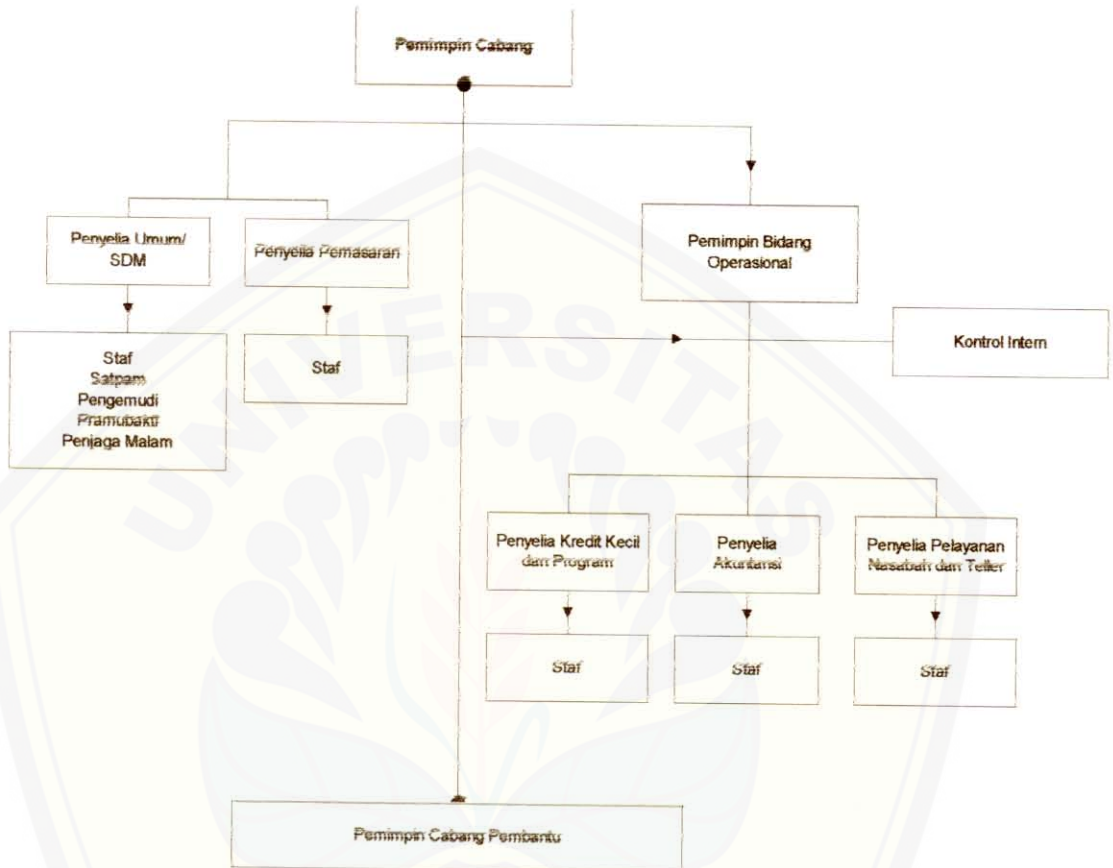 Pemimpin Cabang
Penyelia Umum/
SDM
Penyelia Pemasaran
Pemimpin Bidang
Operasional
Staf
Satpam
Pengemudi
Pramubakti
Penjaga Malam
Staf
Kontrol Intern
Penyelia Kredit Kecil
dan Program
Penyelia
Akuntansi
Penyelia Pelayanan
Nasabah dan Teller
Staf
Staf
Staf
Pemimpin Cabang Pembantu
UNIVERSITAS